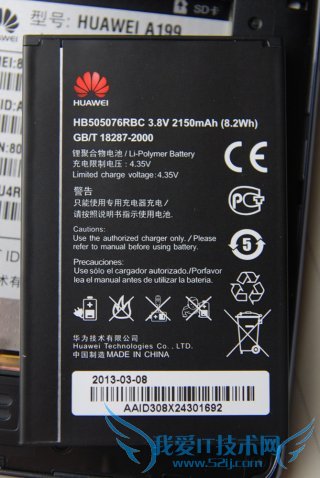 SD卡
型号: HUAWEI A199
HUAWEI
HB505076RBC 3.8V 2150mAh (8.2Wh)
GB/T 18287-2000
锂聚合物电池 / Li-Polymer Battery
充电限制电压: 4.35V
Limited charge voltage: 4.35V
警告
只能使用专用充电器充电/
请按照说明书指示使用电池.
Cautions:
Use the authorized charger only. /Please
refer to manual before using battery.
Precauciones:
Use sólo el cargador autorizado./Porfavor
lea el manual antes de utilizar la batería.
CE
PC
5
华为技术有限公司
Huawei Technologies Co., Ltd.
MADE IN CHINA
2013-03-08
AAID308X24301692
我爱IT技术网
www.52ij.com